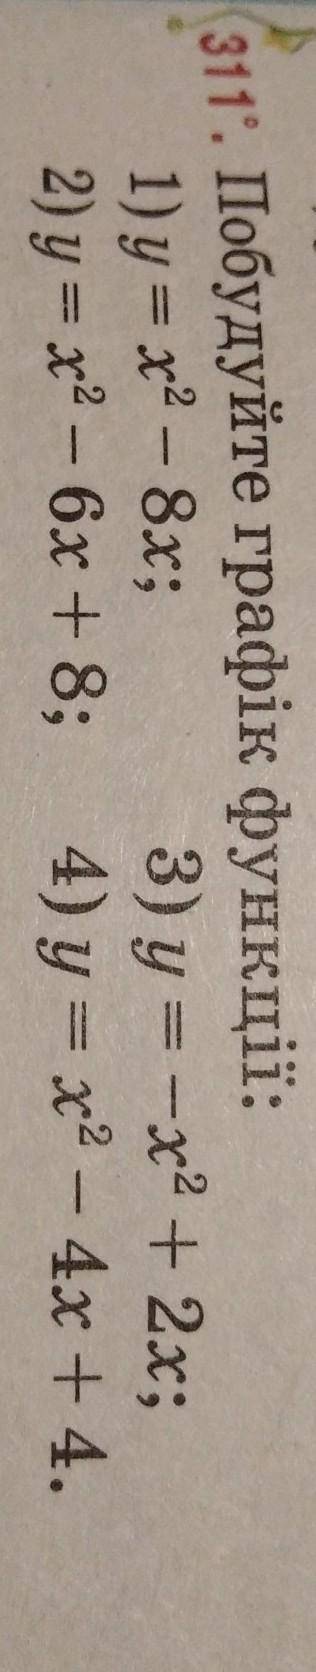 311°. Побудуйте графік функції:
1) y = x² − 8x; 3) y = −x² + 2x;
2) y = x² − 6x + 8; 4) y = x² − 4x + 4.